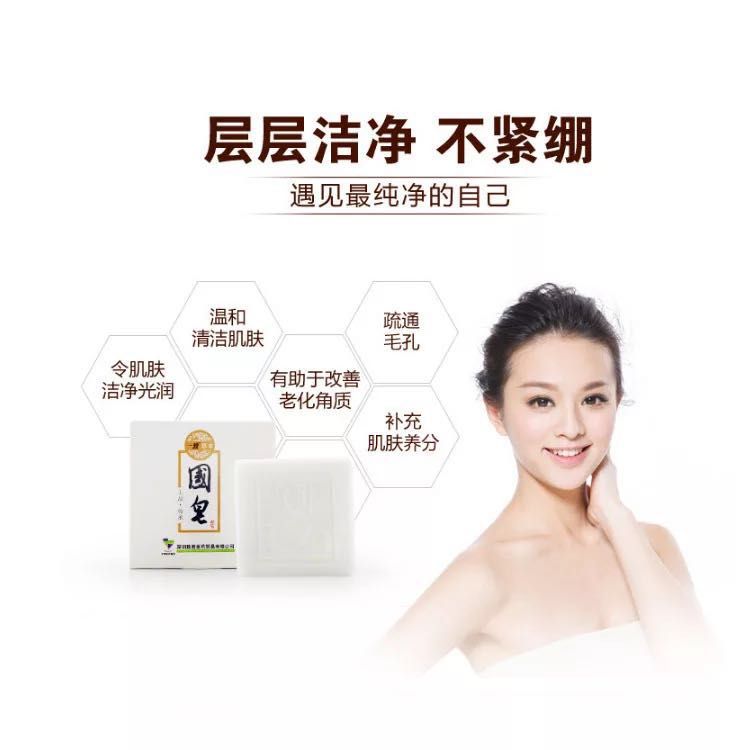 层层洁净 不紧绷
遇见最纯净的自己
温和
清洁肌肤
疏通
毛孔
令肌肤
洁净光润
有助于改善
老化角质
补充
肌肤养分
國皂